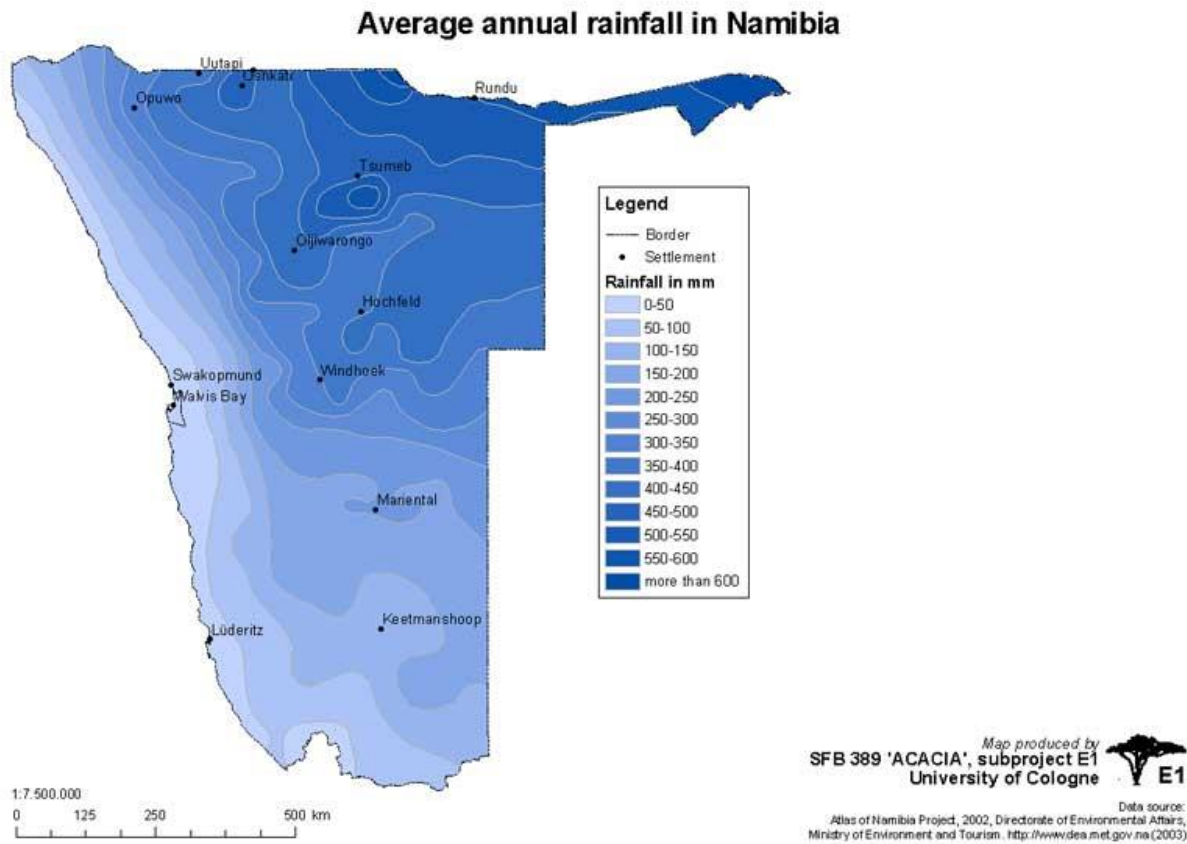 Average annual rainfall in Namibia
Uutapi
Oshkati
Opuwo
Rundu
Tsumeb
Otjiwarongo
Hochfeld
Windhoek
Swakopmund
Walvis Bay
Mariental
Keetmanshoop
Lüderitz
Legend
Border
Settlement
Rainfall in mm
0-50
50-100
100-150
150-200
200-250
250-300
300-350
350-400
400-450
450-500
500-550
550-600
more than 600
1:7.500.000
0 125 250 500 km
Map produced by
SFB 389 'ACACIA', subproject E1
University of Cologne
E1
Data source:
Atlas of Namibia Project, 2002, Directorate of Environmental Affairs,
Ministry of Environment and Tourism. http://www.dea.met.gov.na (2003)